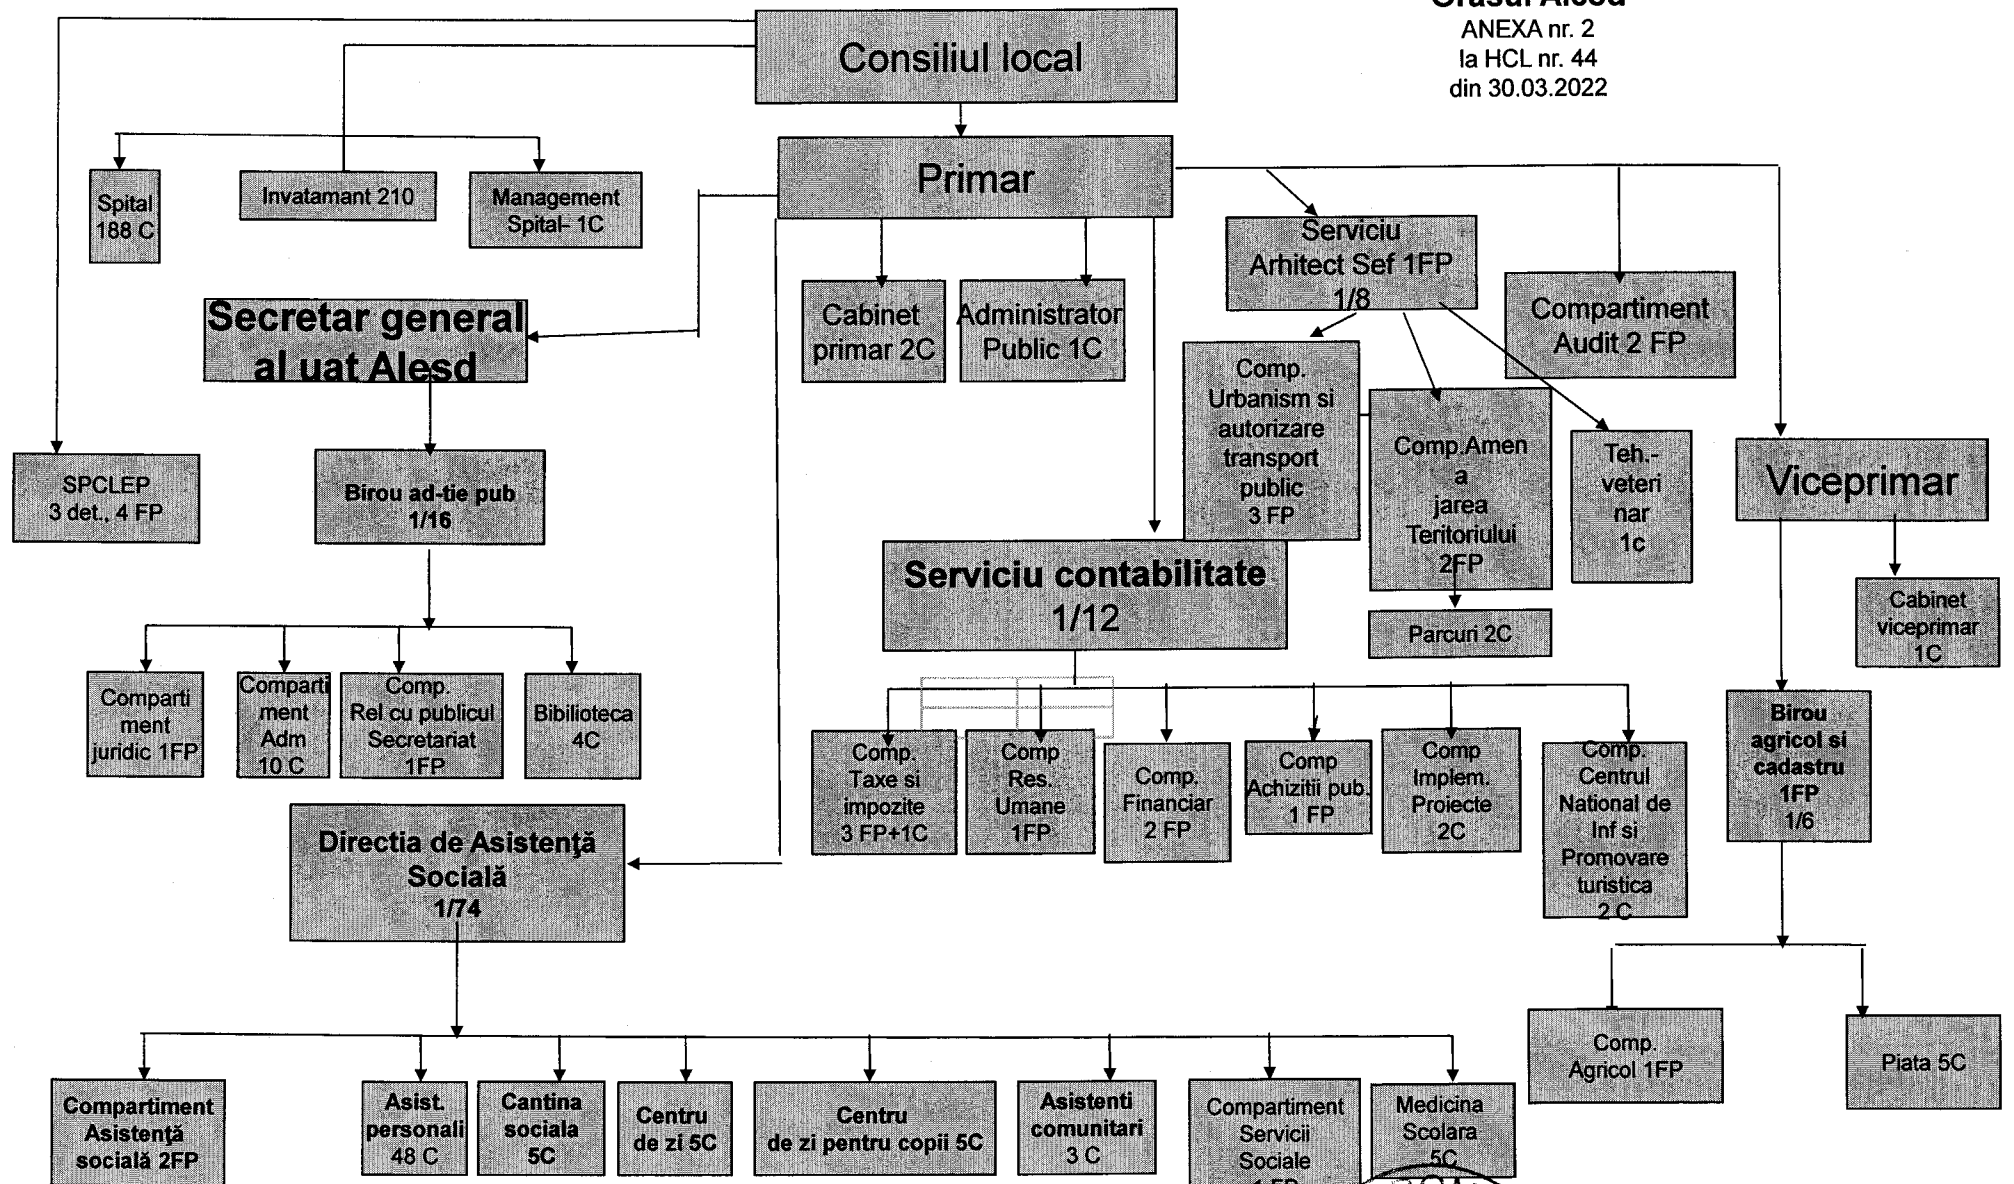 ANEXA nr. 2
la HCL nr. 44
din 30.03.2022
Consiliul local
Primar
Spital
188 C
Invatamant 210
Management
Spital- 1C
Secretar general
al uat Alesd
Cabinet
primar 2C
Administrator
Public 1C
Serviciu
Arhitect Sef 1FP
1/8
Compartiment
Audit 2 FP
Comp.
Urbanism si
autorizare
transport
public
3 FP
Comp.Amen
a
jarea
Teritoriului
2FP
Teh.-
veteri
nar
1c
Viceprimar
SPCLEP
3 det., 4 FP
Birou ad-tie pub
1/16
Serviciu contabilitate
1/12
Parcuri 2C
Cabinet
viceprimar
1C
Comparti
ment
juridic 1FP
Comparti
ment
Adm
10 C
Comp.
Rel cu publicul
Secretariat
1FP
Bibilioteca
4C
Comp.
Taxe si
impozite
3 FP+1C
Comp
Res.
Umane
1FP
Comp.
Financiar
2 FP
Comp
Achizitii pub.
1 FP
Comp
Implem.
Proiecte
2C
Comp.
Centrul
National de
Inf si
Promovare
turistica
2 C
Birou
agricol si
cadastru
1FP
1/6
Directia de Asistenţă
Socială
1/74
Comp.
Agricol 1FP
Piata 5C
Compartiment
Asistenţă
socială 2FP
Asist.
personali
48 C
Cantina
sociala
5C
Centru
de zi 5C
Centru
de zi pentru copii 5C
Asistenti
comunitari
3 C
Compartiment
Servicii
Sociale
Medicina
Scolara
5C